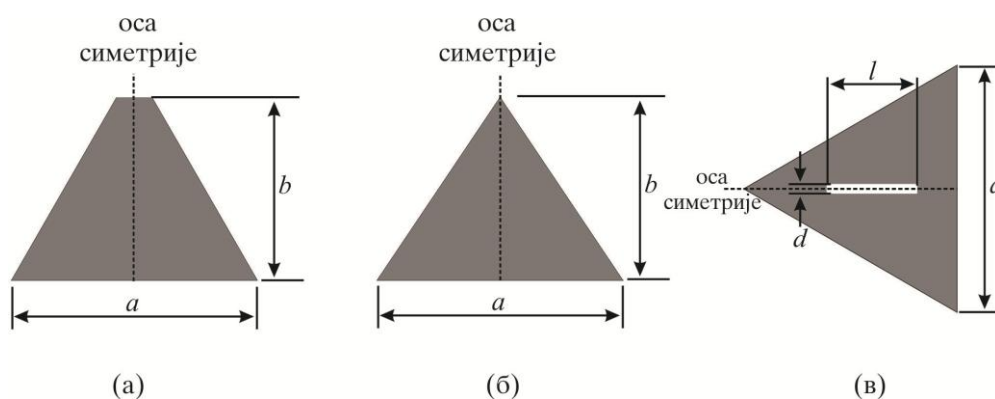 оса
симетрије
b
a
(а)
оса
симетрије
b
a
(б)
l
оса
симетрије
d
a
(в)